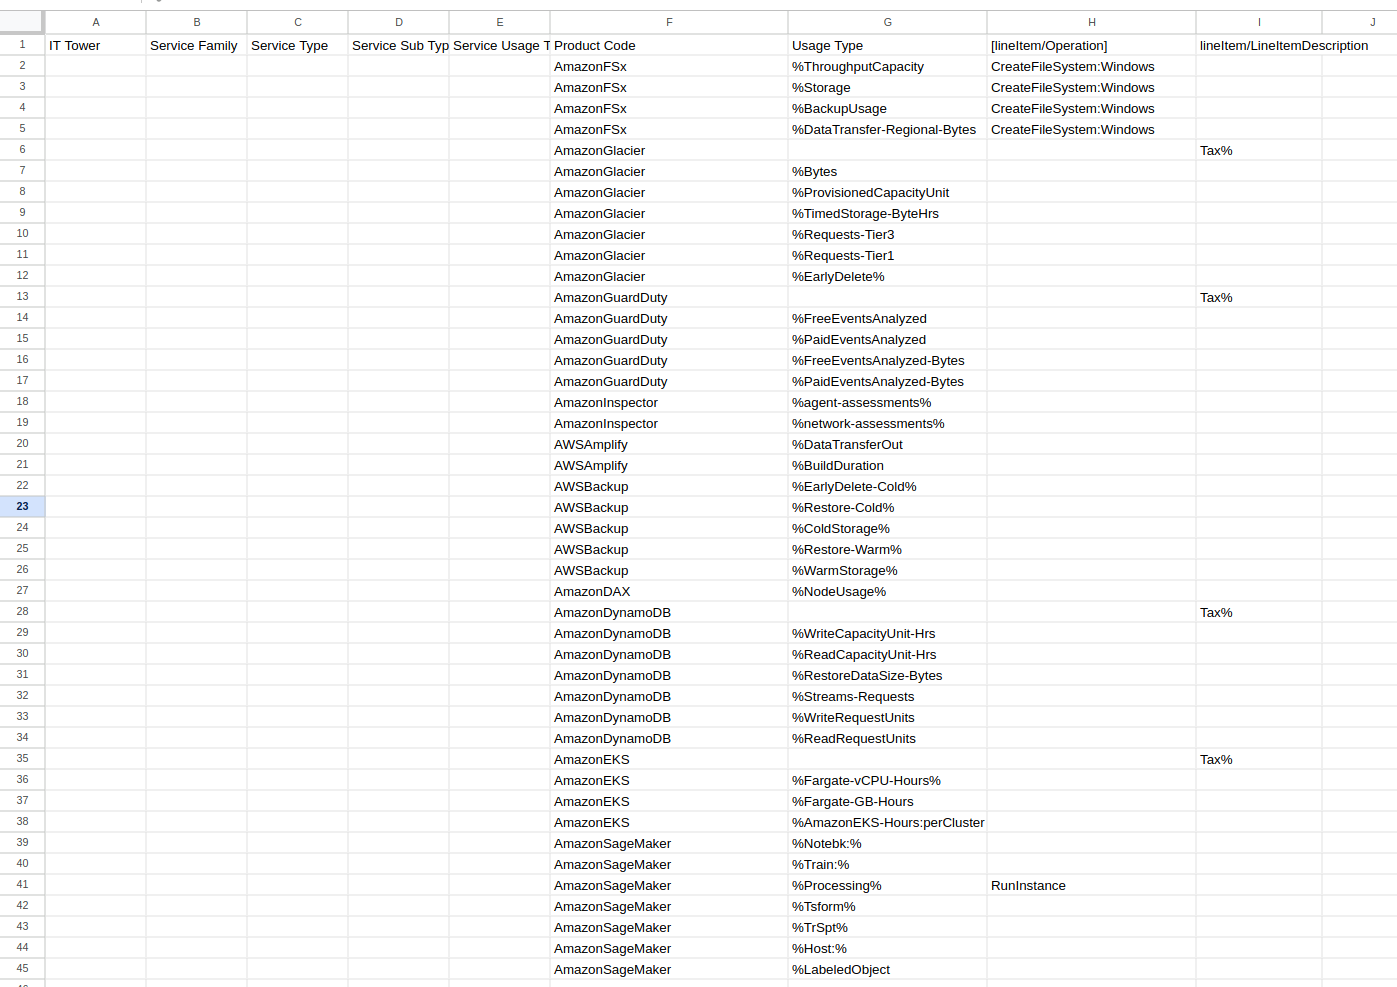 A B C D E F G H I J
1 IT Tower Service Family Service Type Service Sub Typ Service Usage T Product Code Usage Type [lineItem/Operation] lineItem/LineItemDescription
2 AmazonFSx %ThroughputCapacity CreateFileSystem:Windows
3 AmazonFSx %Storage CreateFileSystem:Windows
4 AmazonFSx %BackupUsage CreateFileSystem:Windows
5 AmazonFSx %DataTransfer-Regional-Bytes CreateFileSystem:Windows
6 AmazonGlacier Tax%
7 AmazonGlacier %Bytes
8 AmazonGlacier %ProvisionedCapacityUnit
9 AmazonGlacier %TimedStorage-ByteHrs
10 AmazonGlacier %Requests-Tier3
11 AmazonGlacier %Requests-Tier1
12 AmazonGlacier %EarlyDelete%
13 AmazonGuardDuty Tax%
14 AmazonGuardDuty %FreeEventsAnalyzed
15 AmazonGuardDuty %PaidEventsAnalyzed
16 AmazonGuardDuty %FreeEventsAnalyzed-Bytes
17 AmazonGuardDuty %PaidEventsAnalyzed-Bytes
18 AmazonInspector %agent-assessments%
19 AmazonInspector %network-assessments%
20 AWSAmplify %DataTransferOut
21 AWSAmplify %BuildDuration
22 AWSBackup %EarlyDelete-Cold%
23 AWSBackup %Restore-Cold%
24 AWSBackup %ColdStorage%
25 AWSBackup %Restore-Warm%
26 AWSBackup %WarmStorage%
27 AmazonDAX %NodeUsage%
28 AmazonDynamoDB Tax%
29 AmazonDynamoDB %WriteCapacityUnit-Hrs
30 AmazonDynamoDB %ReadCapacityUnit-Hrs
31 AmazonDynamoDB %RestoreDataSize-Bytes
32 AmazonDynamoDB %Streams-Requests
33 AmazonDynamoDB %WriteRequestUnits
34 AmazonDynamoDB %ReadRequestUnits
35 AmazonEKS Tax%
36 AmazonEKS %Fargate-vCPU-Hours%
37 AmazonEKS %Fargate-GB-Hours
38 AmazonEKS %AmazonEKS-Hours:perCluster
39 AmazonSageMaker %Notebk:%
40 AmazonSageMaker %Train:%
41 AmazonSageMaker %Processing% RunInstance
42 AmazonSageMaker %Tsform%
43 AmazonSageMaker %TrSpt%
44 AmazonSageMaker %Host:%
45 AmazonSageMaker %LabeledObject